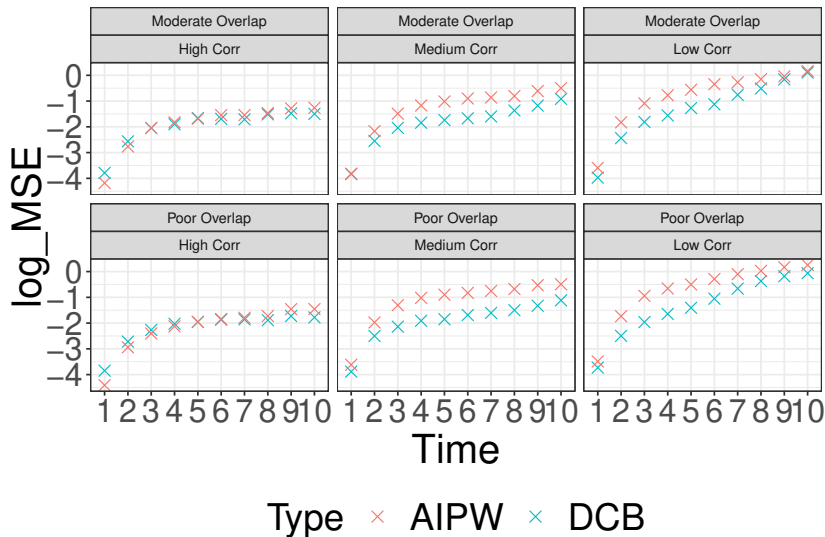 Moderate Overlap Moderate Overlap Moderate Overlap
High Corr Medium Corr Low Corr
0
−1
−2
−3
−4
Poor Overlap Poor Overlap Poor Overlap
High Corr Medium Corr Low Corr
0
−1
−2
−3
−4
log_MSE
1 2 3 4 5 6 7 8 9 10 1 2 3 4 5 6 7 8 9 10 1 2 3 4 5 6 7 8 9 10
Time
Type AIPW DCB